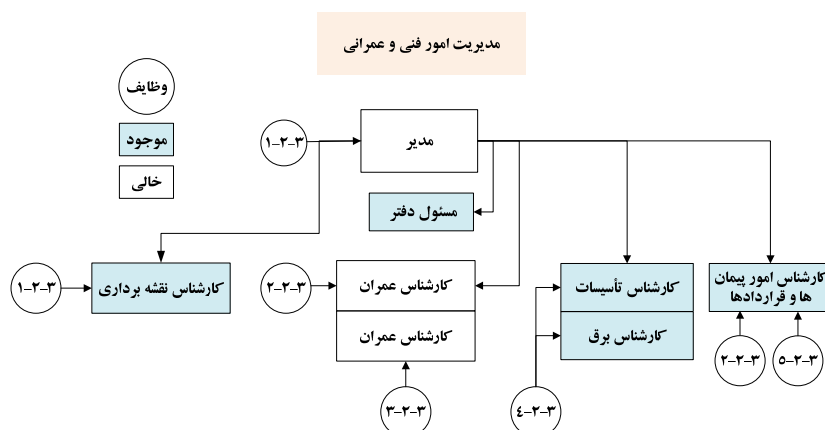 مدیریت امور فنی و عمرانی
وظایف
موجود
خالی
۱-۲-۳
مدیر
مسئول دفتر
۱-۲-۳
کارشناس نقشه برداری
۲-۲-۳
کارشناس عمران
کارشناس عمران
۳-۲-۳
کارشناس تأسیسات
کارشناس برق
٤-۲-۳
کارشناس امور پیمان
ها و قراردادها
۲-۲-۳
٥-۲-۳